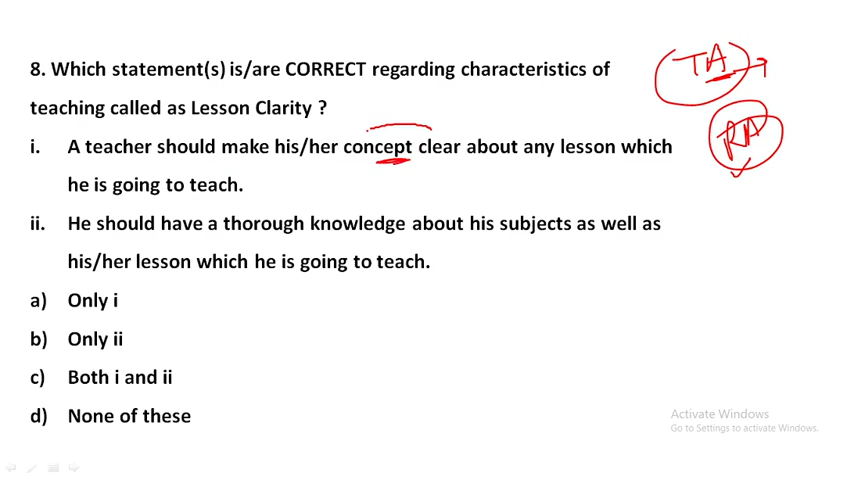 8. Which statement(s) is/are CORRECT regarding characteristics of
teaching called as Lesson Clarity ?
i. A teacher should make his/her concept clear about any lesson which
he is going to teach.
ii. He should have a thorough knowledge about his subjects as well as
his/her lesson which he is going to teach.
a) Only i
b) Only ii
c) Both i and ii
d) None of these
TA
RA
Activate Windows
Go to Settings to activate Windows.